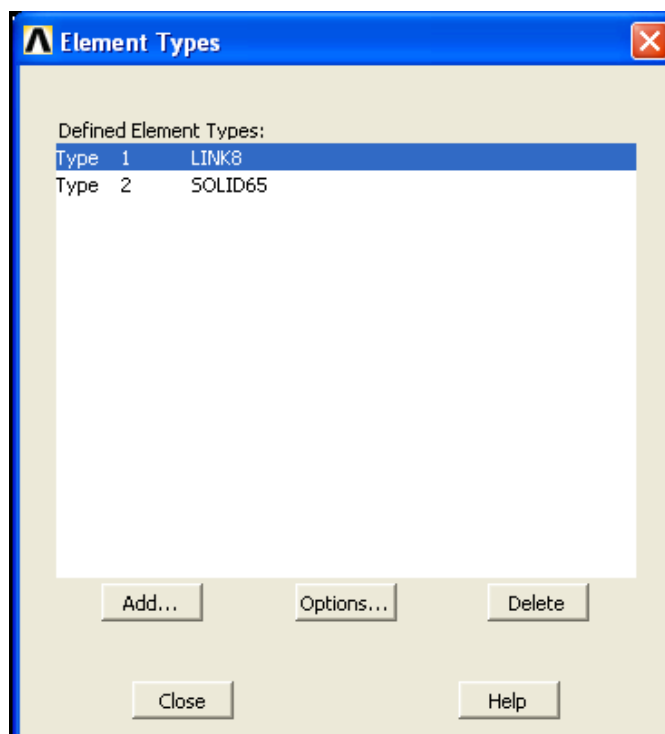 Element Types
Defined Element Types:
Type 1 LINK8
Type 2 SOLID65
Add... Options... Delete
Close Help